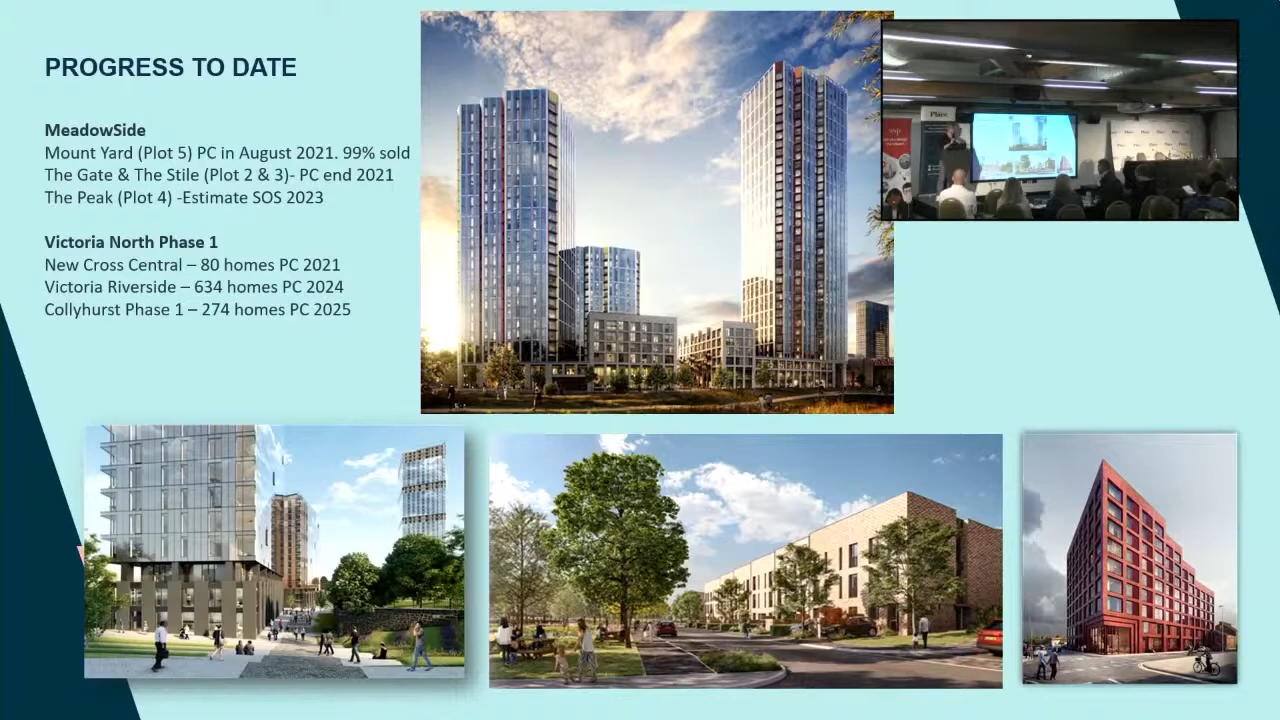 PROGRESS TO DATE
MeadowSide
Mount Yard (Plot 5) PC in August 2021. 99% sold
The Gate & The Stile (Plot 2 & 3)- PC end 2021
The Peak (Plot 4) -Estimate SOS 2023
Victoria North Phase 1
New Cross Central – 80 homes PC 2021
Victoria Riverside – 634 homes PC 2024
Collyhurst Phase 1 – 274 homes PC 2025
Place